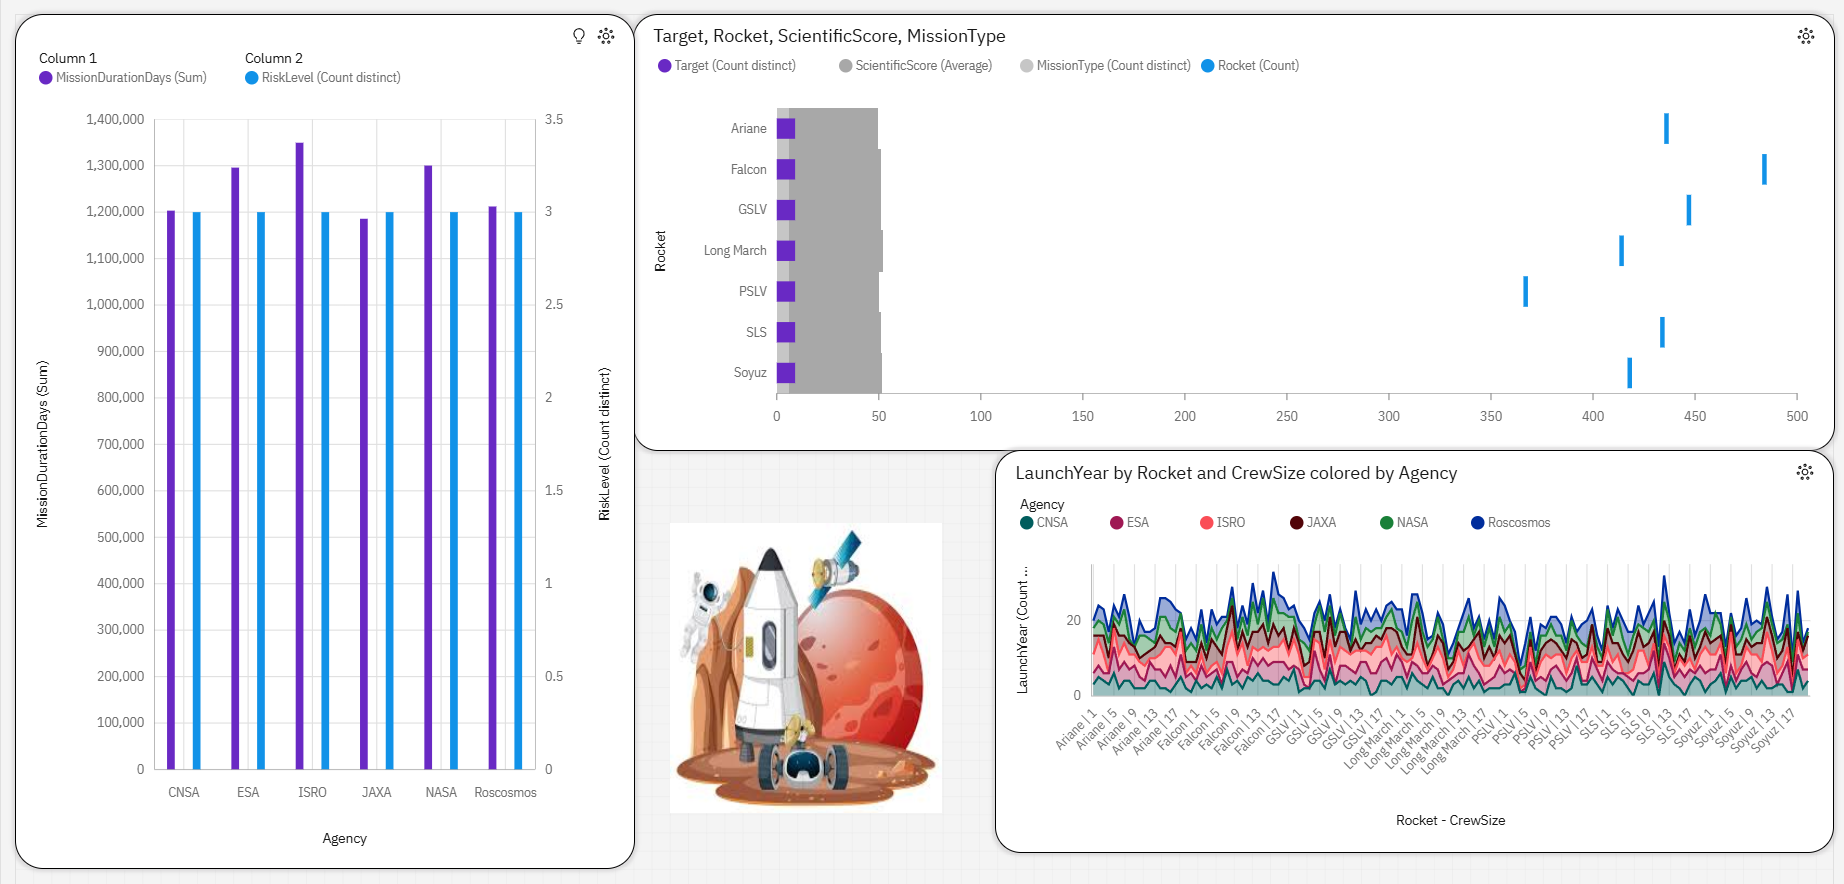 Column 1
MissionDurationDays (Sum)
Column 2
RiskLevel (Count distinct)
1,400,000
1,300,000
1,200,000
1,100,000
1,000,000
900,000
800,000
700,000
600,000
500,000
400,000
300,000
200,000
100,000
0
MissionDurationDays (Sum)
3.5
3
2.5
2
1.5
1
0.5
0
RiskLevel (Count distinct)
CNSA ESA ISRO JAXA NASA Roscosmos
Agency
Target, Rocket, ScientificScore, MissionType
Target (Count distinct) ScientificScore (Average) MissionType (Count distinct) Rocket (Count)
Rocket
Ariane
Falcon
GSLV
Long March
PSLV
SLS
Soyuz
0 50 100 150 200 250 300 350 400 450 500
LaunchYear by Rocket and CrewSize colored by Agency
Agency
CNSA ESA ISRO JAXA NASA Roscosmos
LaunchYear (Count ...
20
0
Ariane | 1
Ariane | 5
Ariane | 9
Ariane | 13
Ariane | 17
Falcon | 1
Falcon | 5
Falcon | 9
Falcon | 13
Falcon | 17
GSLV | 1
GSLV | 5
GSLV | 9
GSLV | 13
GSLV | 17
Long March | 1
Long March | 5
Long March | 9
Long March | 13
Long March | 17
PSLV | 1
PSLV | 5
PSLV | 9
PSLV | 13
PSLV | 17
SLS | 1
SLS | 5
SLS | 9
SLS | 13
SLS | 17
Soyuz | 1
Soyuz | 5
Soyuz | 9
Soyuz | 13
Soyuz | 17
Rocket - CrewSize